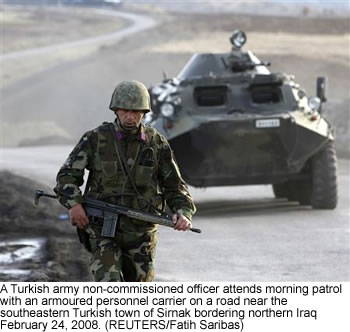 A Turkish army non-commissioned officer attends morning patrol
with an armoured personnel carrier on a road near the
southeastern Turkish town of Sirnak bordering northern Iraq
February 24, 2008. (REUTERS/Fatih Saribas)